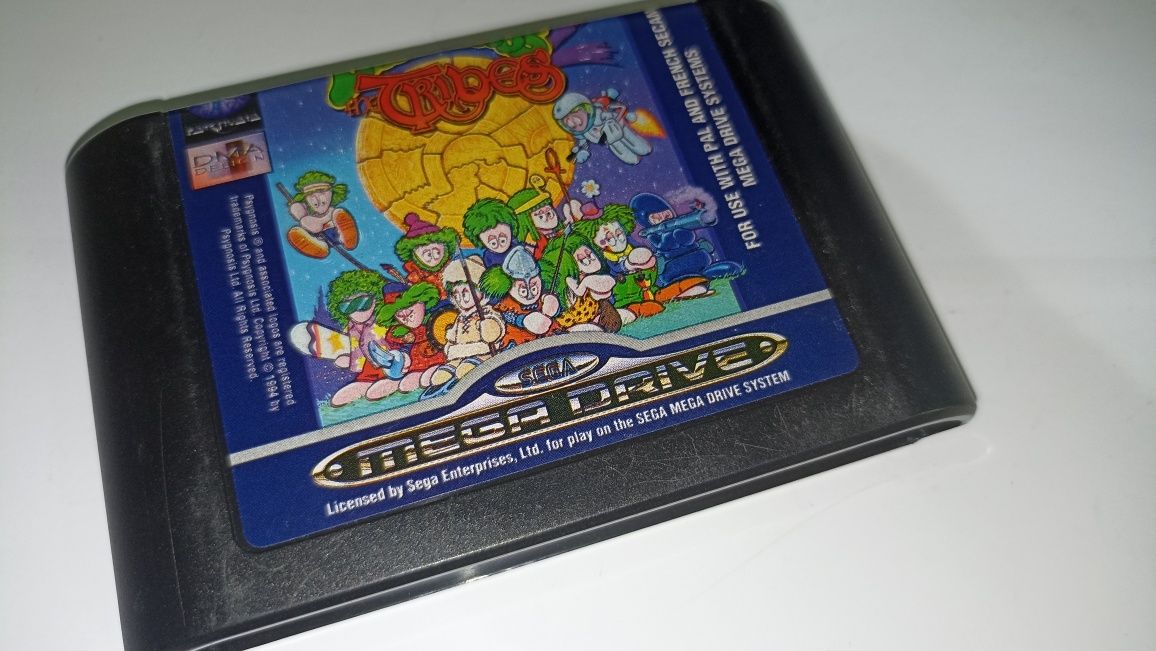 THE TRIBES
DMA
DESIGN
Psygnosis ® and associated logos are registered
trademarks of Psygnosis Ltd. Copyright © 1994 by
Psygnosis Ltd. All Rights Reserved.
FOR USE WITH PAL AND FRENCH SECAM
MEGA DRIVE SYSTEMS
SEGA
MEGA DRIVE
Licensed by Sega Enterprises, Ltd. for play on the SEGA MEGA DRIVE SYSTEM